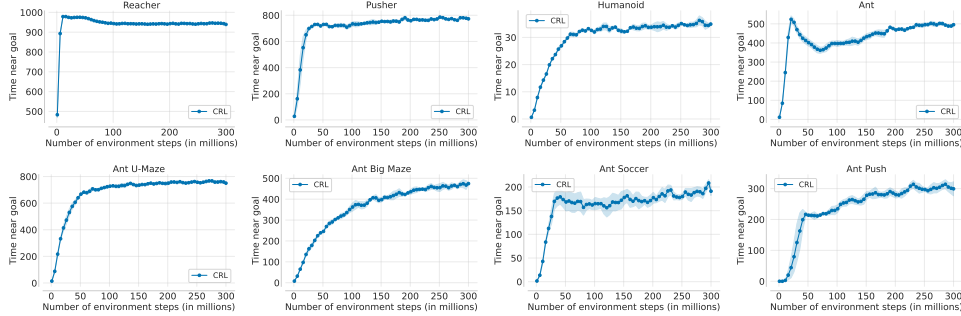 Reacher
Time near goal
1000
900
800
700
600
500
0 100 200 300
CRL
Number of environment steps (in millions)
Pusher
Time near goal
800
600
400
200
0
0 50 100 150 200 250 300
CRL
Number of environment steps (in millions)
Humanoid
Time near goal
30
20
10
0
0 50 100 150 200 250 300
CRL
Number of environment steps (in millions)
Ant
Time near goal
500
400
300
200
100
0
0 50 100 150 200 250 300
CRL
Number of environment steps (in millions)
Ant U-Maze
Time near goal
800
600
400
200
0
0 50 100 150 200 250 300
CRL
Number of environment steps (in millions)
Ant Big Maze
Time near goal
500
400
300
200
100
0
0 50 100 150 200 250 300
CRL
Number of environment steps (in millions)
Ant Soccer
Time near goal
200
150
100
50
0
0 50 100 150 200 250 300
CRL
Number of environment steps (in millions)
Ant Push
Time near goal
300
200
100
0
0 50 100 150 200 250 300
CRL
Number of environment steps (in millions)